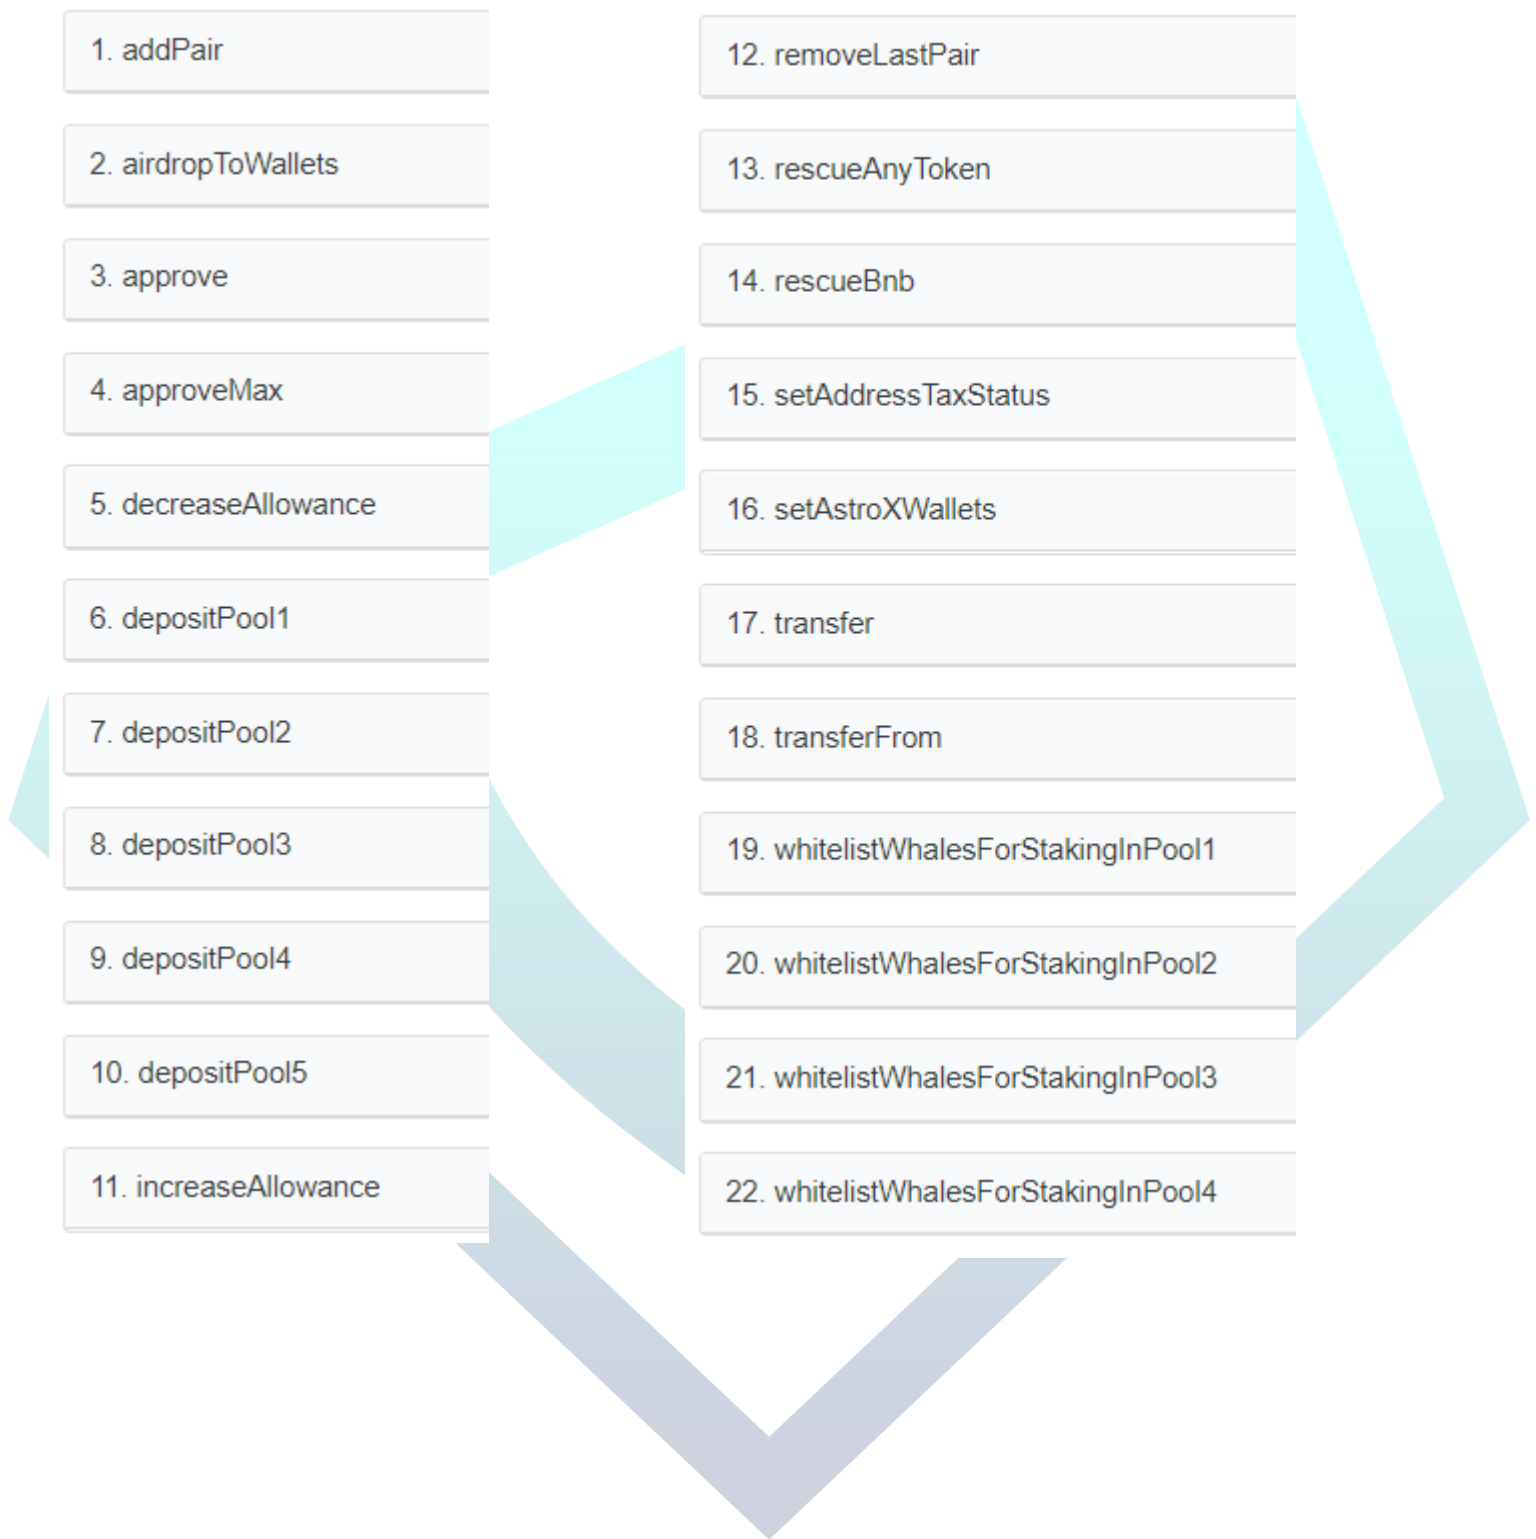 1. addPair
2. airdropToWallets
3. approve
4. approveMax
5. decreaseAllowance
6. depositPool1
7. depositPool2
8. depositPool3
9. depositPool4
10. depositPool5
11. increaseAllowance
12. removeLastPair
13. rescueAnyToken
14. rescueBnb
15. setAddressTaxStatus
16. setAstroXWallets
17. transfer
18. transferFrom
19. whitelistWhalesForStakingInPool1
20. whitelistWhalesForStakingInPool2
21. whitelistWhalesForStakingInPool3
22. whitelistWhalesForStakingInPool4